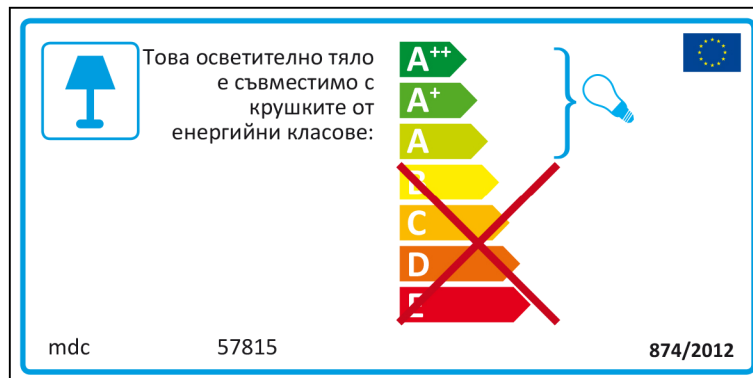 Това осветително тяло
е съвместимо с
крушките от
енергийни класове:
A++
A+
A
B
C
D
E
mdc 57815 874/2012